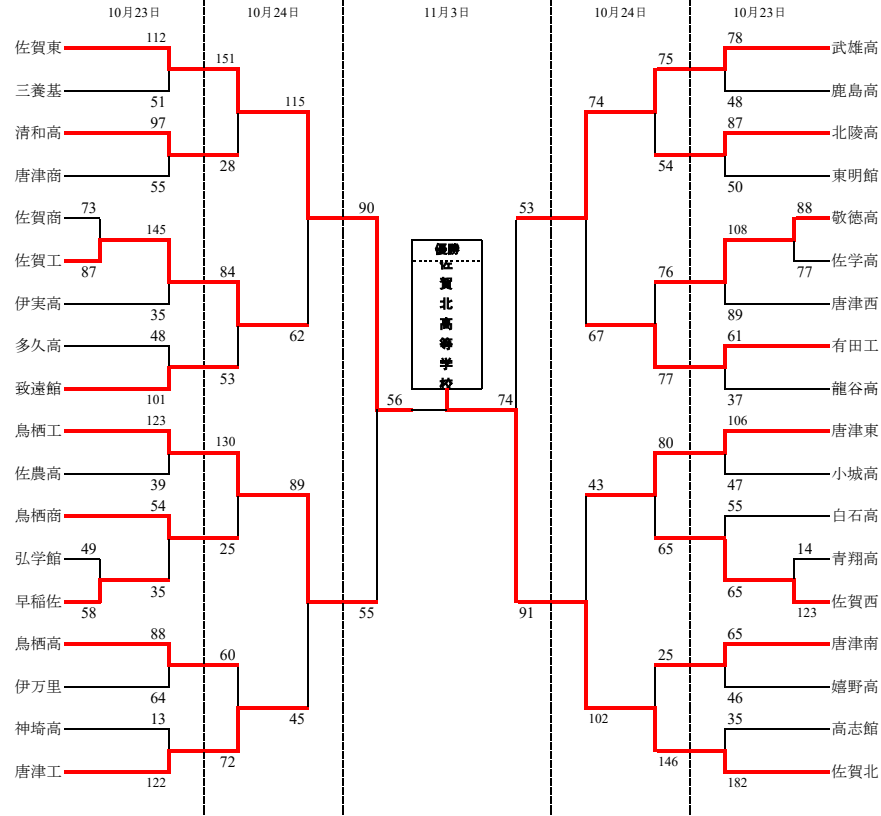 10月23日 10月24日 11月3日 10月24日 10月23日
佐賀東 112 151 75 78 武雄高
三養基 51 115 74 48 鹿島高
清和高 97 87 北陵高
唐津商 55 28 54 50 東明館
佐賀商 73 90 53 88 敬徳高
佐賀工 87 145 108 77 佐学高
優勝
佐賀北高等学校
伊実高 35 84 76 89 唐津西
多久高 48 62 67 61 有田工
致遠館 101 53 77 37 龍谷高
56 74
鳥栖工 123 130 80 106 唐津東
佐農高 39 89 43 47 小城高
鳥栖商 54 55 白石高
弘学館 49 25 65 14 青翔高
早稲佐 58 35 65 123 佐賀西
55 91
鳥栖高 88 60 25 65 唐津南
伊万里 64 46 嬉野高
神埼高 13 45 102 35 高志館
唐津工 122 72 146 182 佐賀北